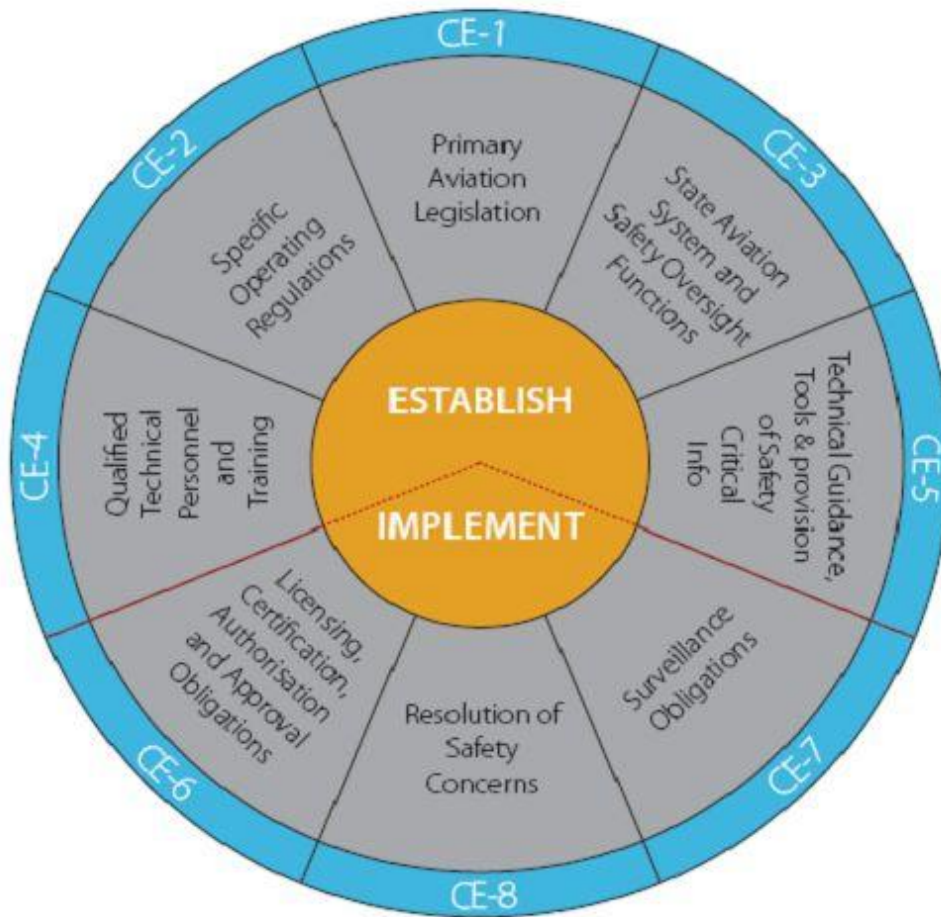 CE-1
Primary
Aviation
Legislation
CE-2
Specific
Operating
Regulations
CE-3
State Aviation
System and
Safety Oversight
Functions
CE-4
Qualified
Technical
Personnel
and
Training
CE-5
Technical Guidance,
Tools & provision
of Safety
Critical
Info
ESTABLISH
IMPLEMENT
CE-6
Licensing,
Certification,
Authorisation
and Approval
Obligations
CE-7
Surveillance
Obligations
CE-8
Resolution of
Safety
Concerns